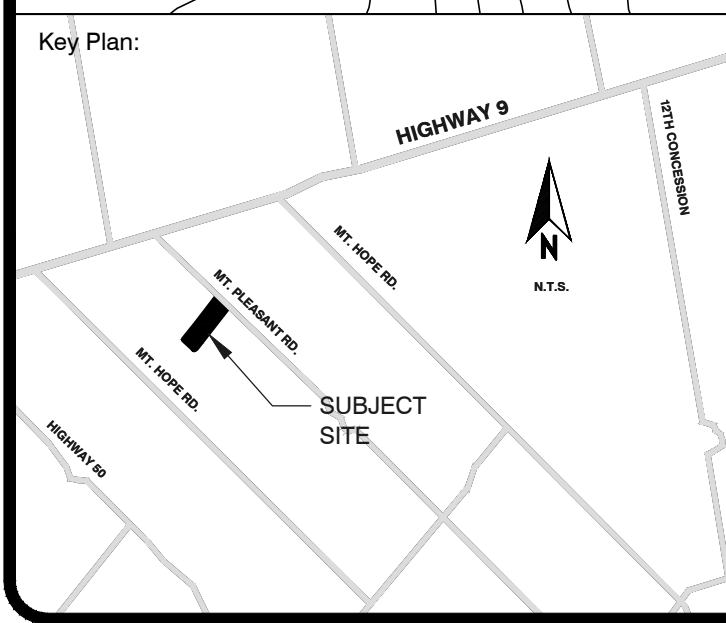 Key Plan:
HIGHWAY 9
12TH CONCESSION
MT. HOPE RD.
N
N.T.S.
MT. PLEASANT RD.
MT. HOPE RD.
SUBJECT
SITE
HIGHWAY 50